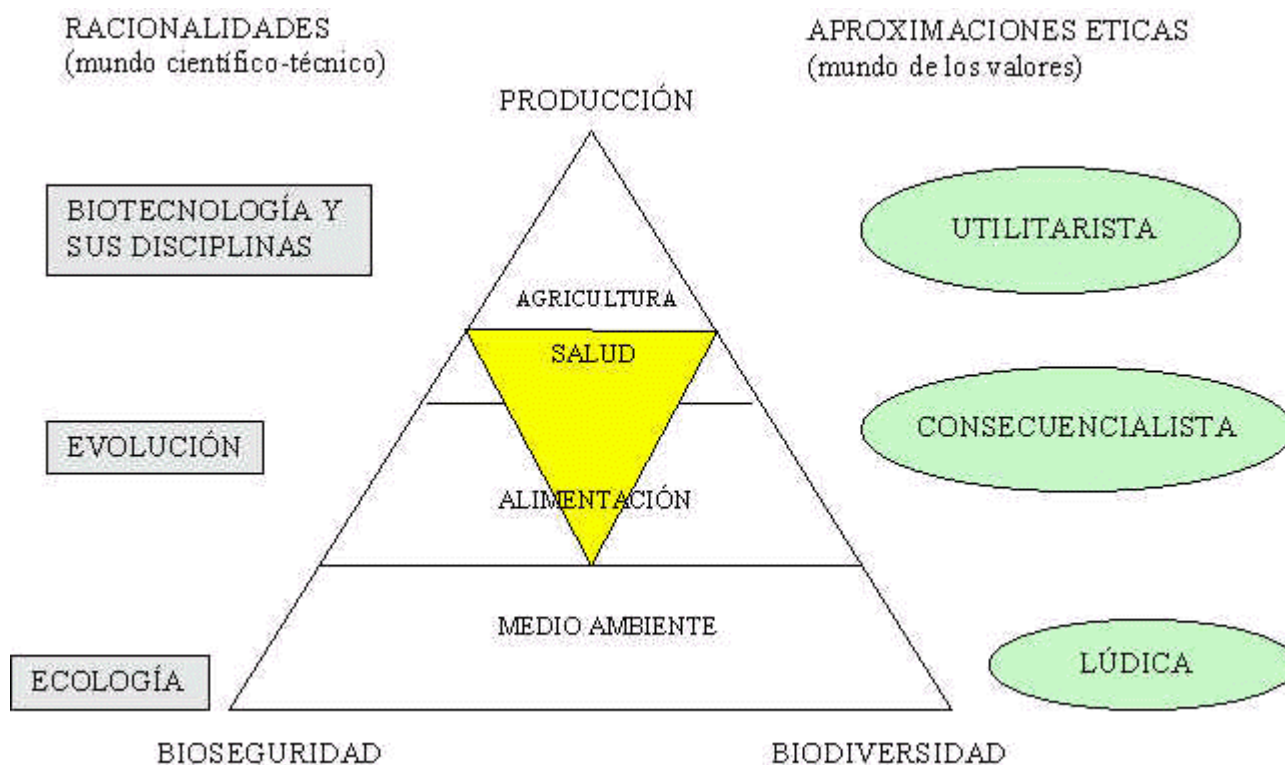 RACIONALIDADES
(mundo científico-técnico)
APROXIMACIONES ETICAS
(mundo de los valores)
PRODUCCIÓN
BIOTECNOLOGÍA Y
SUS DISCIPLINAS
UTILITARISTA
AGRICULTURA
SALUD
EVOLUCIÓN
CONSECUENCIALISTA
ALIMENTACIÓN
MEDIO AMBIENTE
ECOLOGÍA
LÚDICA
BIOSEGURIDAD
BIODIVERSIDAD